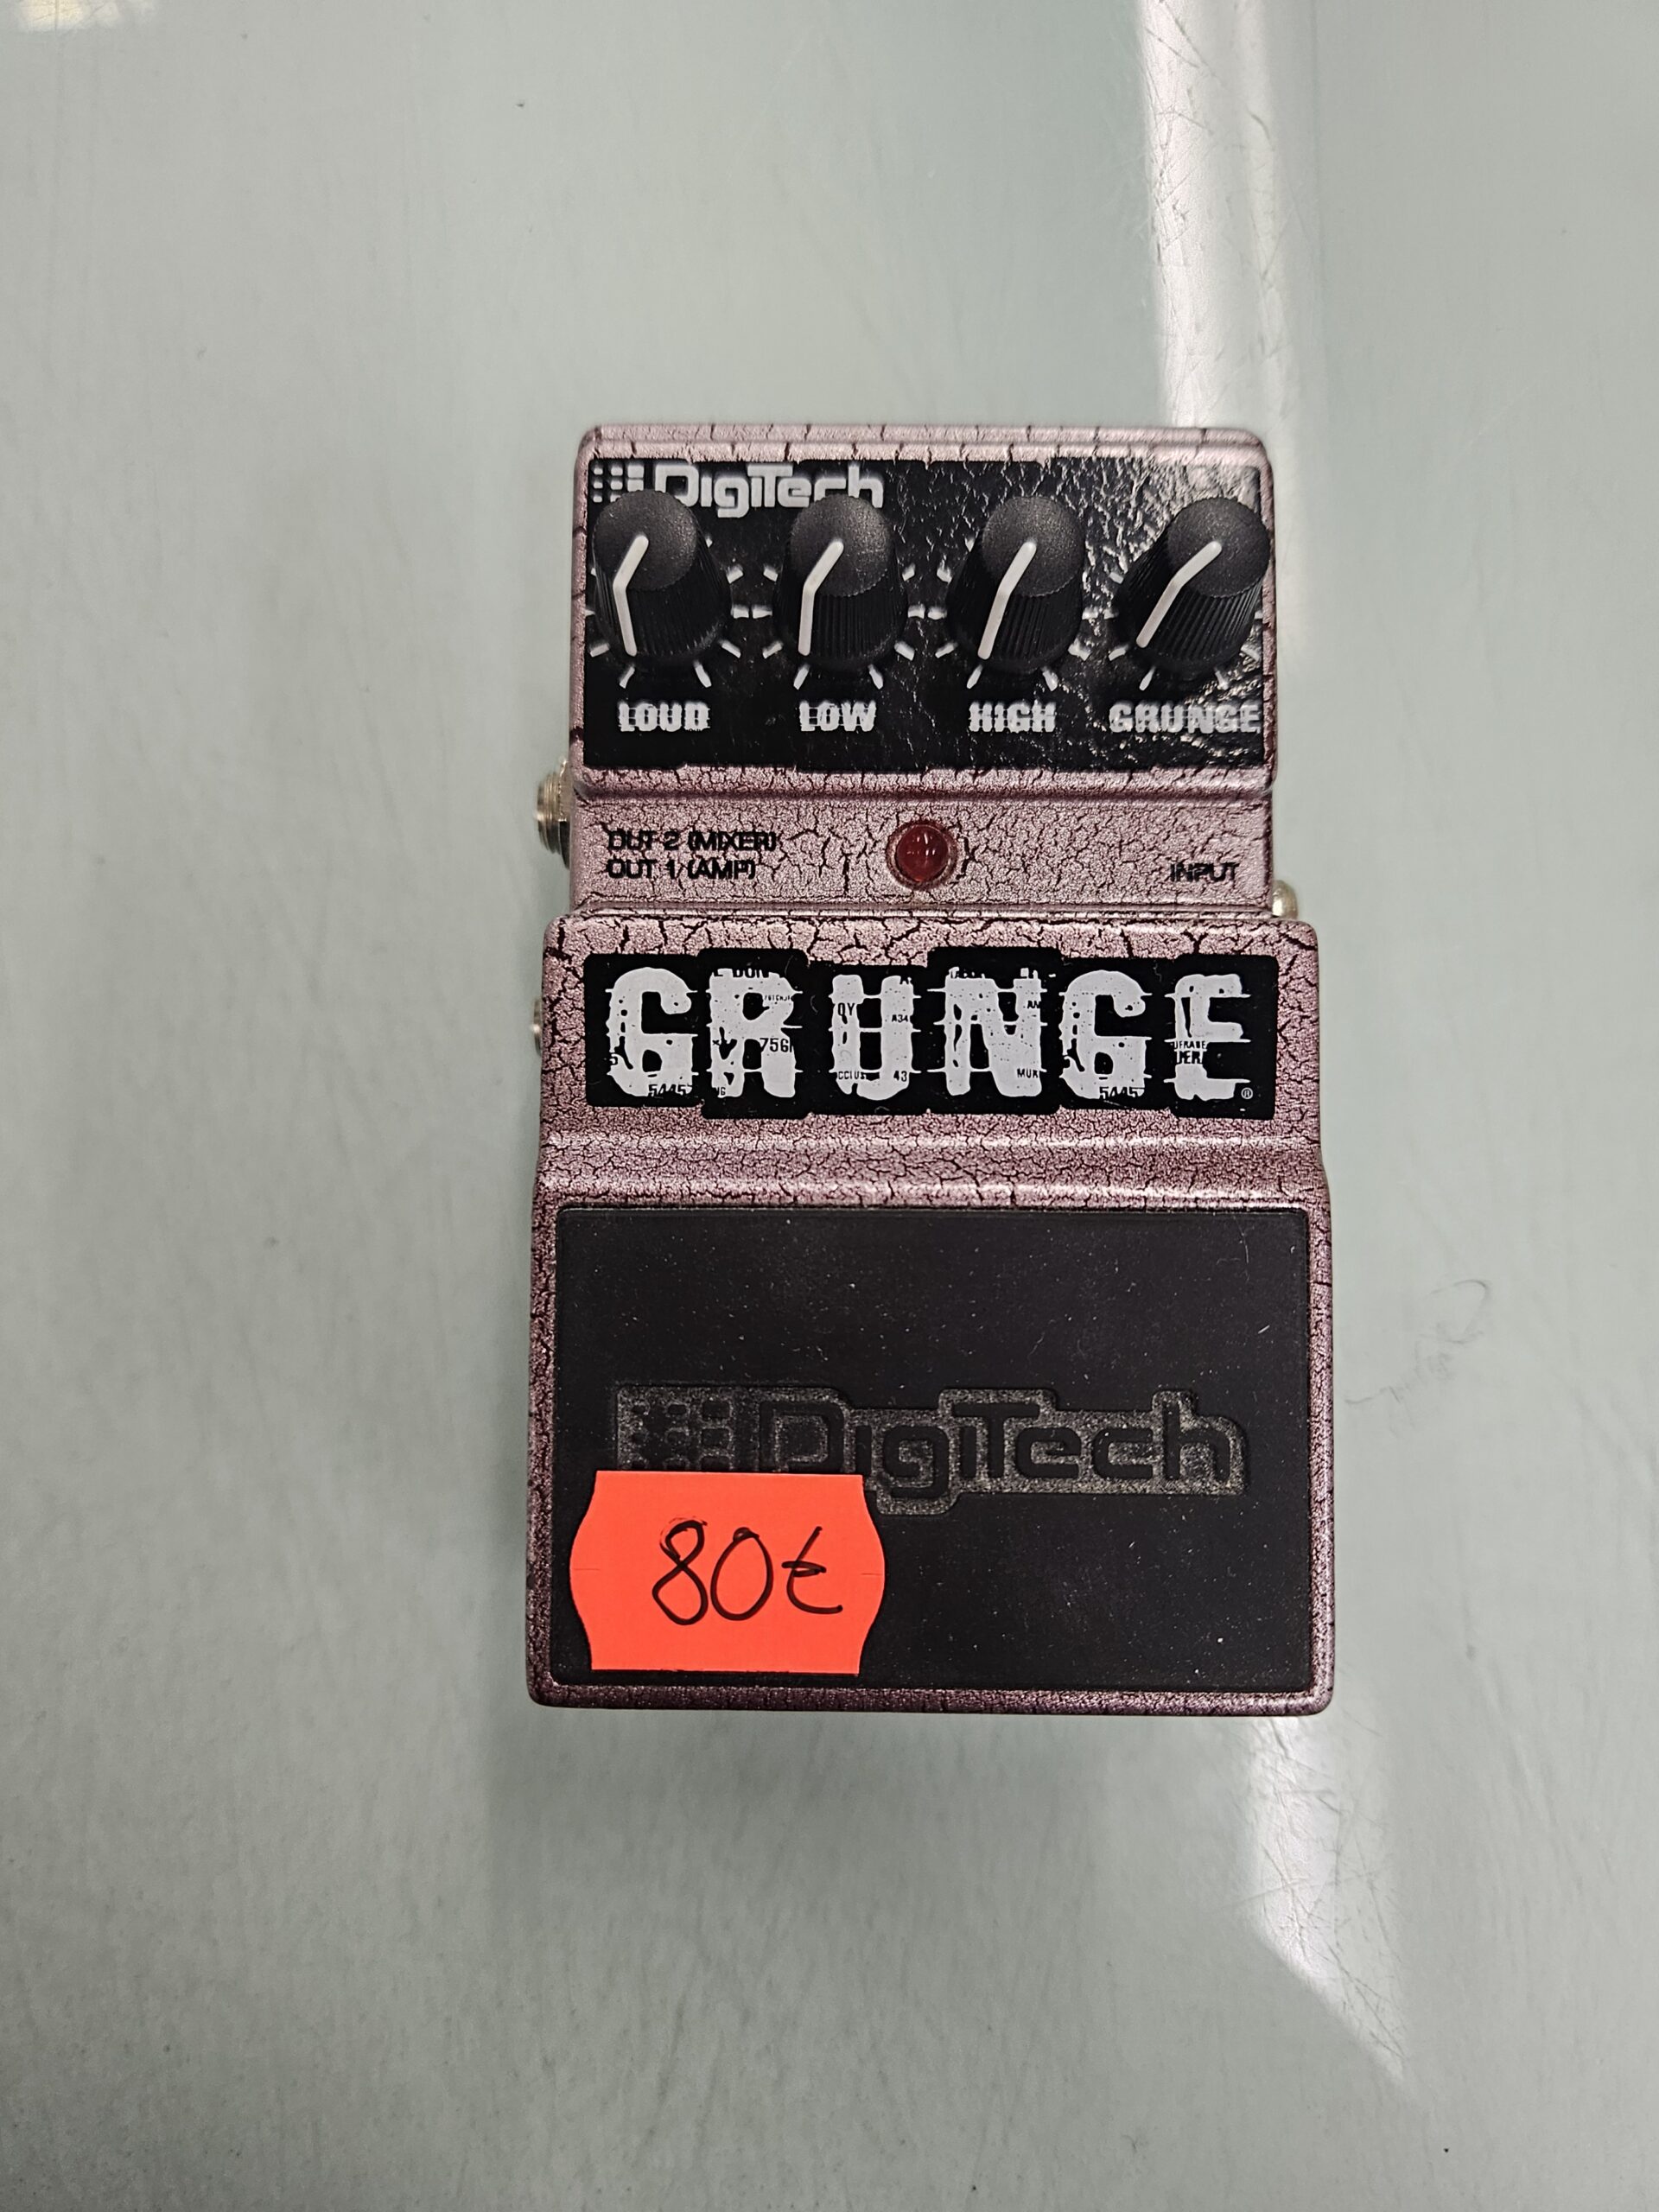 DigiTech
LOUD LOW HIGH GRUNGE
OUT 2 (MIXER)
OUT 1 (AMP) INPUT
GRUNGE®
DigiTech
80€